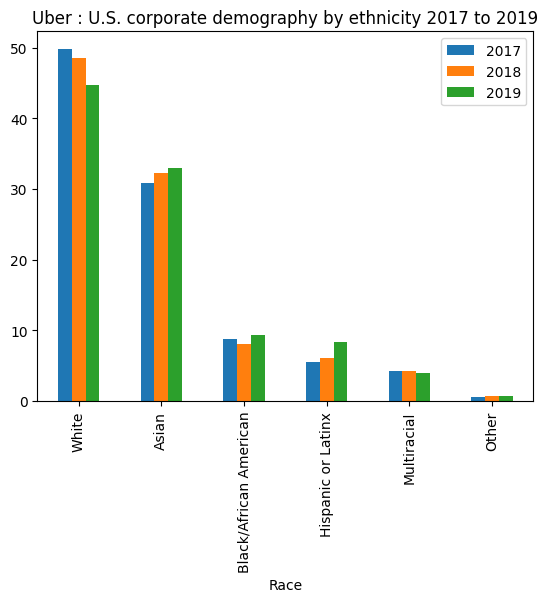 Uber : U.S. corporate demography by ethnicity 2017 to 2019
2017
2018
2019
50
40
30
20
10
0
White
Asian
Black/African American
Hispanic or Latinx
Multiracial
Other
Race